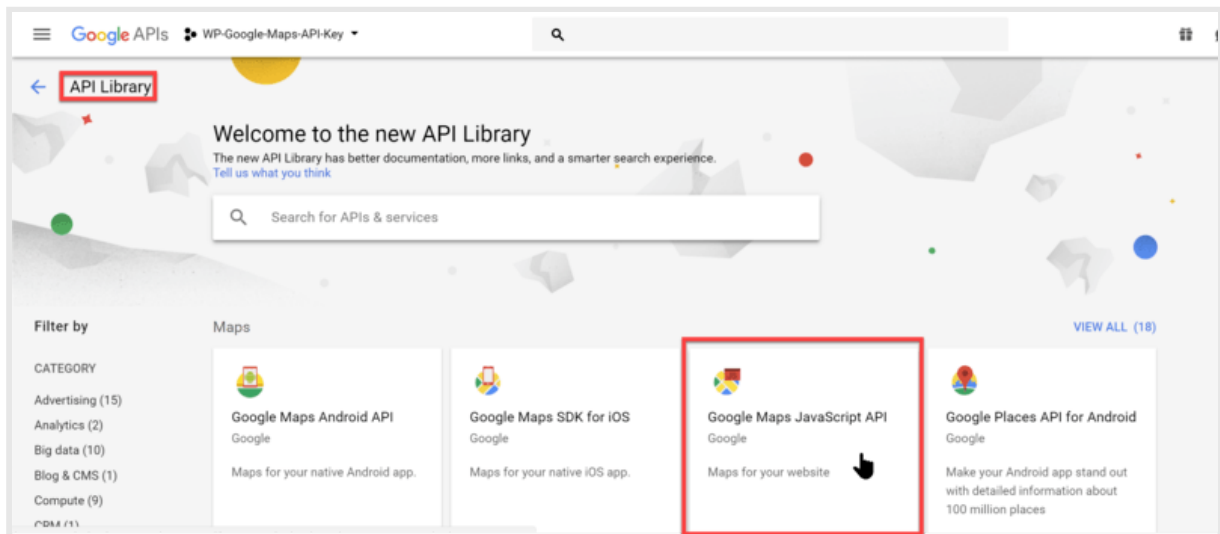 Google APIs WP-Google-Maps-API-Key
API Library
Welcome to the new API Library
The new API Library has better documentation, more links, and a smarter search experience.
Tell us what you think
Search for APIs & services
Filter by
Maps
VIEW ALL (18)
CATEGORY
Advertising (15)
Analytics (2)
Big data (10)
Blog & CMS (1)
Compute (9)
CRM (1)
Google Maps Android API
Google
Maps for your native Android app.
Google Maps SDK for iOS
Google
Maps for your native iOS app.
Google Maps JavaScript API
Google
Maps for your website
Google Places API for Android
Google
Make your Android app stand out
with detailed information about
100 million places